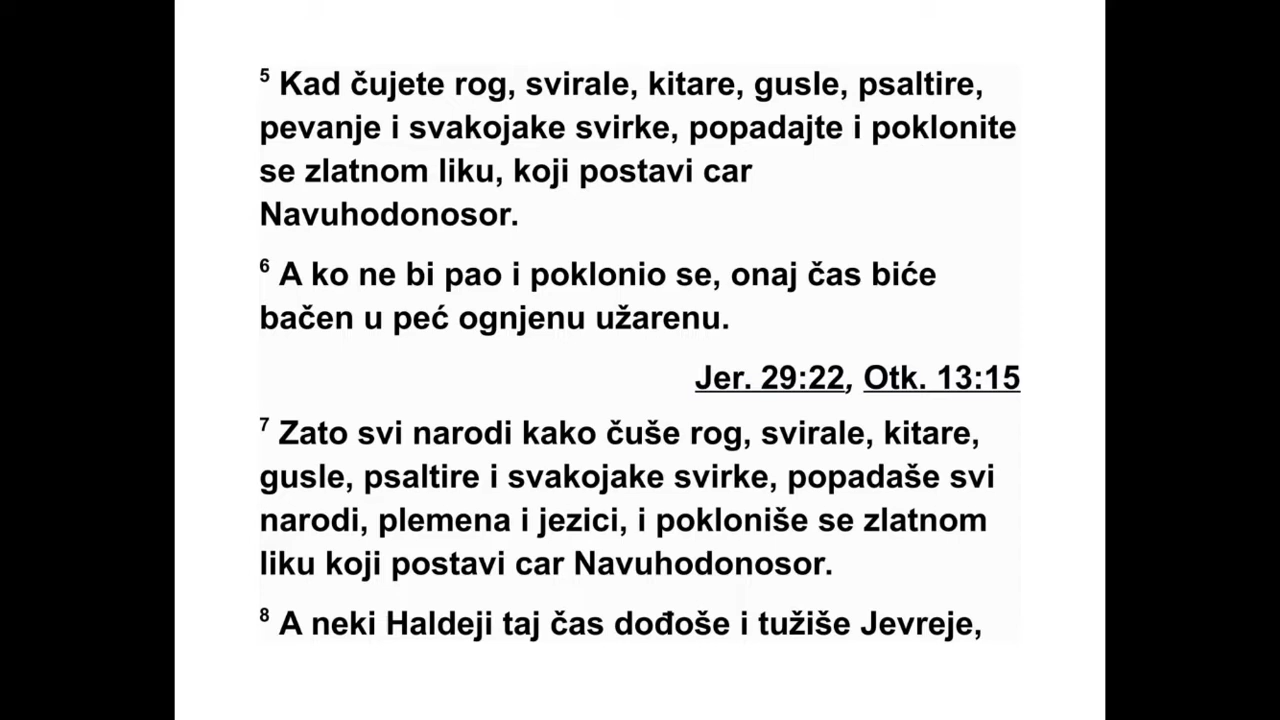 5 Kad čujete rog, svirale, kitare, gusle, psaltire,
pevanje i svakojake svirke, popadajte i poklonite
se zlatnom liku, koji postavi car
Navuhodonosor.
6 A ko ne bi pao i poklonio se, onaj čas biće
bačen u peć ognjenu užarenu.
Jer. 29:22, Otk. 13:15
7 Zato svi narodi kako čuše rog, svirale, kitare,
gusle, psaltire i svakojake svirke, popadaše svi
narodi, plemena i jezici, i pokloniše se zlatnom
liku koji postavi car Navuhodonosor.
8 A neki Haldeji taj čas dođoše i tužiše Jevreje,